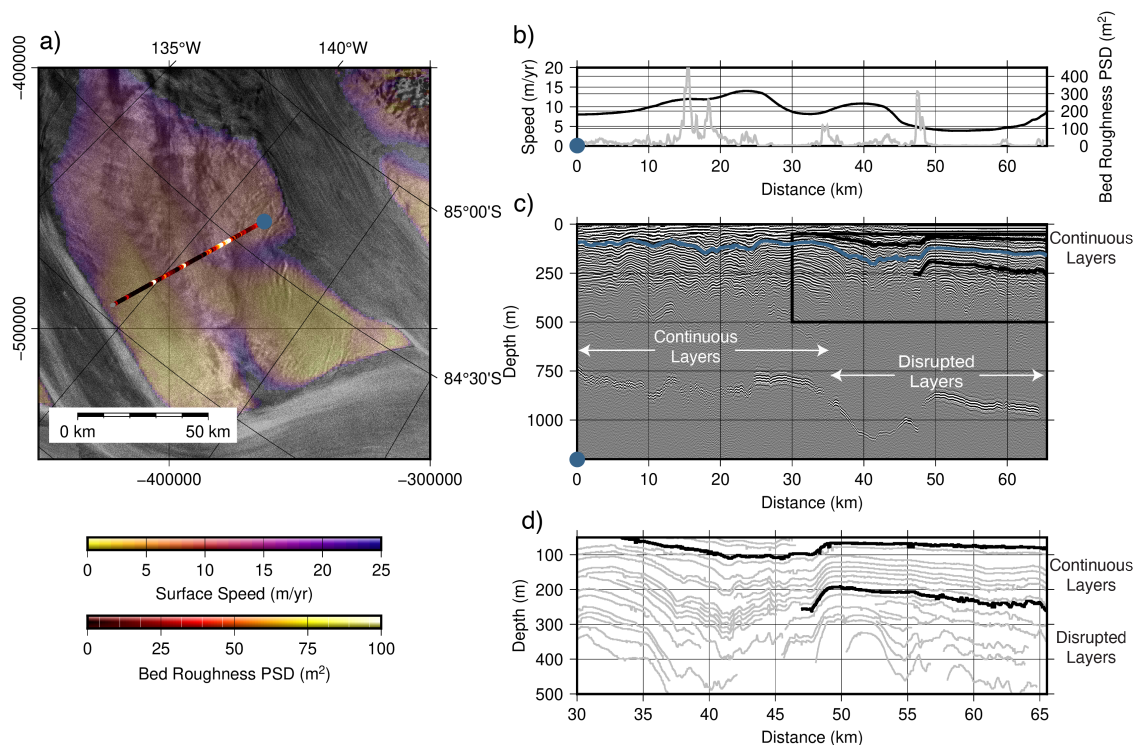 a)
135°W
140°W
−400000
−500000
85°00'S
84°30'S
0 km
50 km
−400000
−300000
0
5
10
15
20
25
Surface Speed (m/yr)
0
25
50
75
100
Bed Roughness PSD (m²)
b)
Speed (m/yr)
20
15
10
5
0
400
300
200
100
0
Bed Roughness PSD (m²)
0
10
20
30
40
50
60
Distance (km)
c)
Depth (m)
0
250
500
750
1000
Continuous
Layers
Continuous
Layers
Disrupted
Layers
0
10
20
30
40
50
60
Distance (km)
d)
Depth (m)
100
200
300
400
500
Continuous
Layers
Disrupted
Layers
30
35
40
45
50
55
60
65
Distance (km)